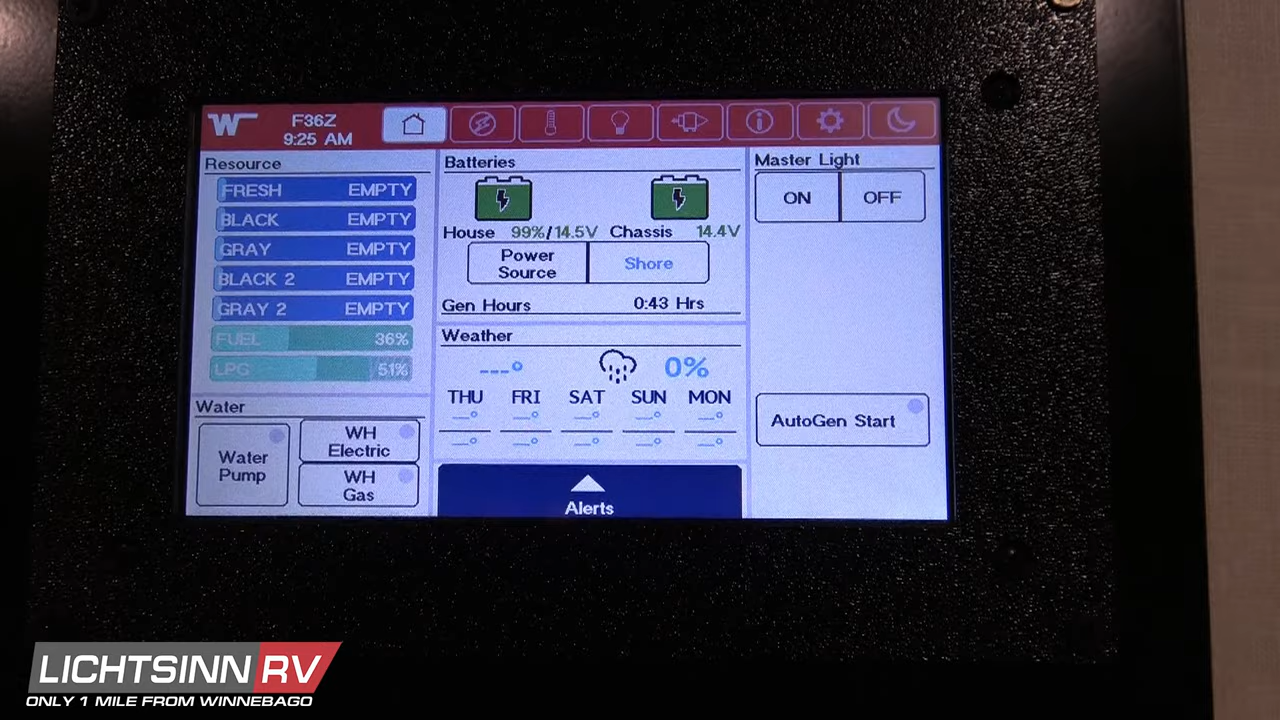 W
F36Z
9:25 AM
Resource
FRESH EMPTY
BLACK EMPTY
GRAY EMPTY
BLACK 2 EMPTY
GRAY 2 EMPTY
FUEL 36%
LPG 51%
Water
Water
Pump
WH
Electric
WH
Gas
Batteries
House 99%/14.5V Chassis 14.4V
Power
Source
Shore
Gen Hours 0:43 Hrs
Weather
---° 0%
THU FRI SAT SUN MON
—° —° —° —° —°
—° —° —° —° —°
Alerts
Master Light
ON OFF
AutoGen Start
LICHTSINN RV
ONLY 1 MILE FROM WINNEBAGO